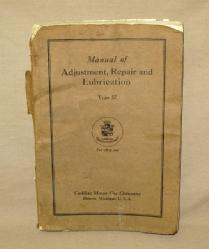 Manual of
Adjustment, Repair and
Lubrication
Type 57
Cadillac Motor Car Company
Detroit, Michigan U. S. A.